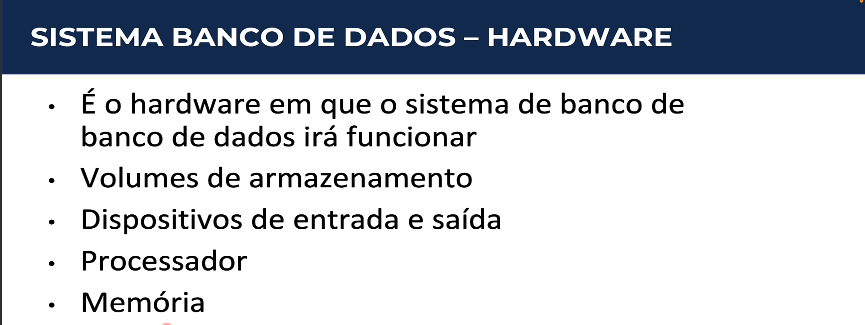 SISTEMA BANCO DE DADOS – HARDWARE
• É o hardware em que o sistema de banco de
banco de dados irá funcionar
• Volumes de armazenamento
• Dispositivos de entrada e saída
• Processador
• Memória